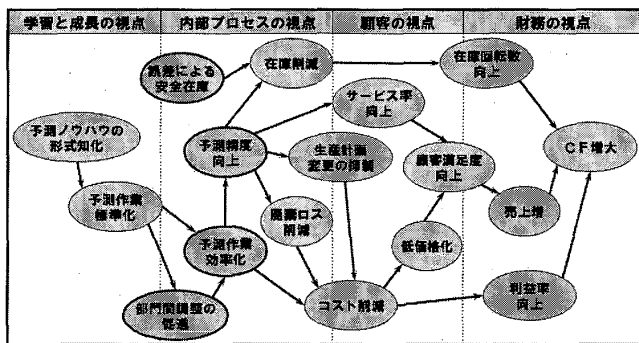 学習と成長の視点
内部プロセスの視点
顧客の視点
財務の視点
誤差による
安全在庫
在庫削減
在庫回転数
向上
サービス率
向上
予測ノウハウの
形式知化
予測精度
向上
生産計画
変更の抑制
顧客満足度
向上
CF増大
予測作業
標準化
廃棄ロス
削減
売上増
予測作業
効率化
低価格化
部門間調整の
促進
コスト削減
利益率
向上